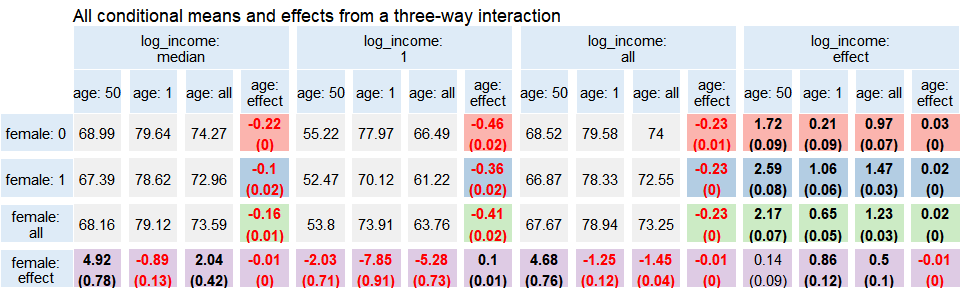 All conditional means and effects from a three-way interaction
log_income: log_income: log_income: log_income:
median 1 all effect
age: 50 age: 1 age: all age: effect age: 50 age: 1 age: all age: effect age: 50 age: 1 age: all age: effect age: 50 age: 1 age: all age: effect
female: 0 68.99 79.64 74.27 -0.22 55.22 77.97 66.49 -0.46 68.52 79.58 74 -0.23 1.72 0.21 0.97 0.03
(0) (0.02) (0.01) (0.09) (0.09) (0.07) (0)
female: 1 67.39 78.62 72.96 -0.1 52.47 70.12 61.22 -0.36 66.87 78.33 72.55 -0.23 2.59 1.06 1.47 0.02
(0.02) (0.02) (0) (0.08) (0.06) (0.03) (0)
female: all 68.16 79.12 73.59 -0.16 53.8 73.91 63.76 -0.41 67.67 78.94 73.25 -0.23 2.17 0.65 1.23 0.02
(0.01) (0.02) (0) (0.07) (0.05) (0.03) (0)
female: 4.92 -0.89 2.04 -0.01 -2.03 -7.85 -5.28 0.1 4.68 -1.25 -1.45 -0.01 0.14 0.86 0.5 -0.01
effect (0.78) (0.13) (0.42) (0) (0.71) (0.91) (0.73) (0.01) (0.76) (0.12) (0.04) (0) (0.09) (0.12) (0.1) (0)